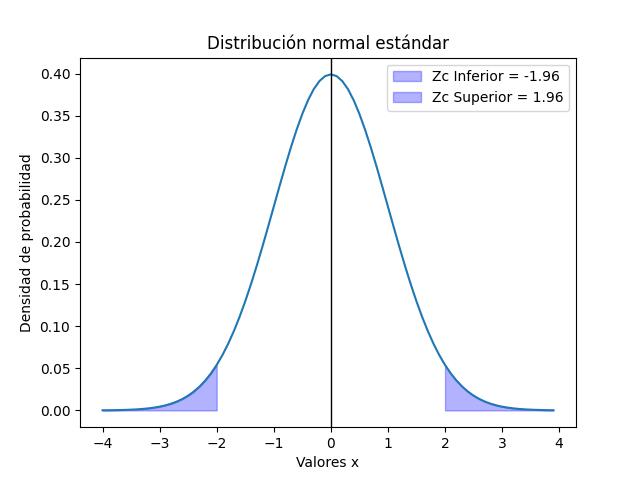 Distribución normal estándar
Zc Inferior = -1.96
Zc Superior = 1.96
Densidad de probabilidad
0.40
0.35
0.30
0.25
0.20
0.15
0.10
0.05
0.00
−4 −3 −2 −1 0 1 2 3 4
Valores x